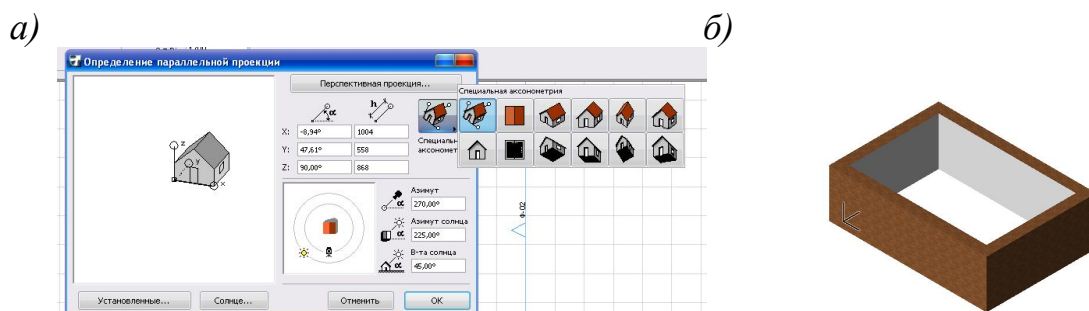 а)
б)
Определение параллельной проекции
Перспективная проекция...
Специальная аксонометрия
α
h
X: -8,94° 1004
Y: 47,61° 558
Z: 90,00° 868
z
y
x
Азимут
α 270,00°
Азимут солнца
α 225,00°
В-та солнца
α 45,00°
Ф-02
Установленные...
Солнце...
Отменить
OK